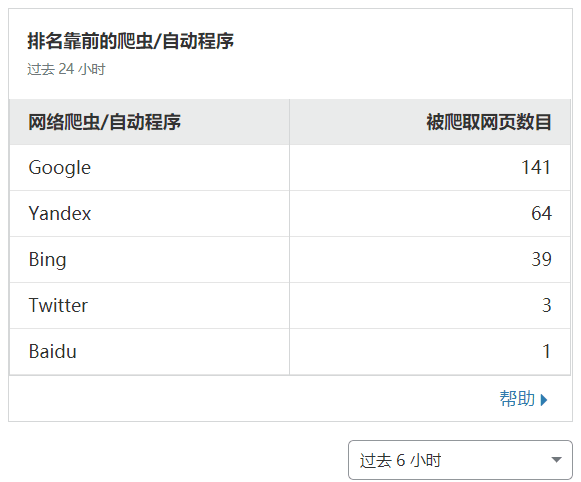 排名靠前的爬虫/自动程序
过去 24 小时
网络爬虫/自动程序 被爬取网页数目
Google 141
Yandex 64
Bing 39
Twitter 3
Baidu 1
帮助
过去 6 小时